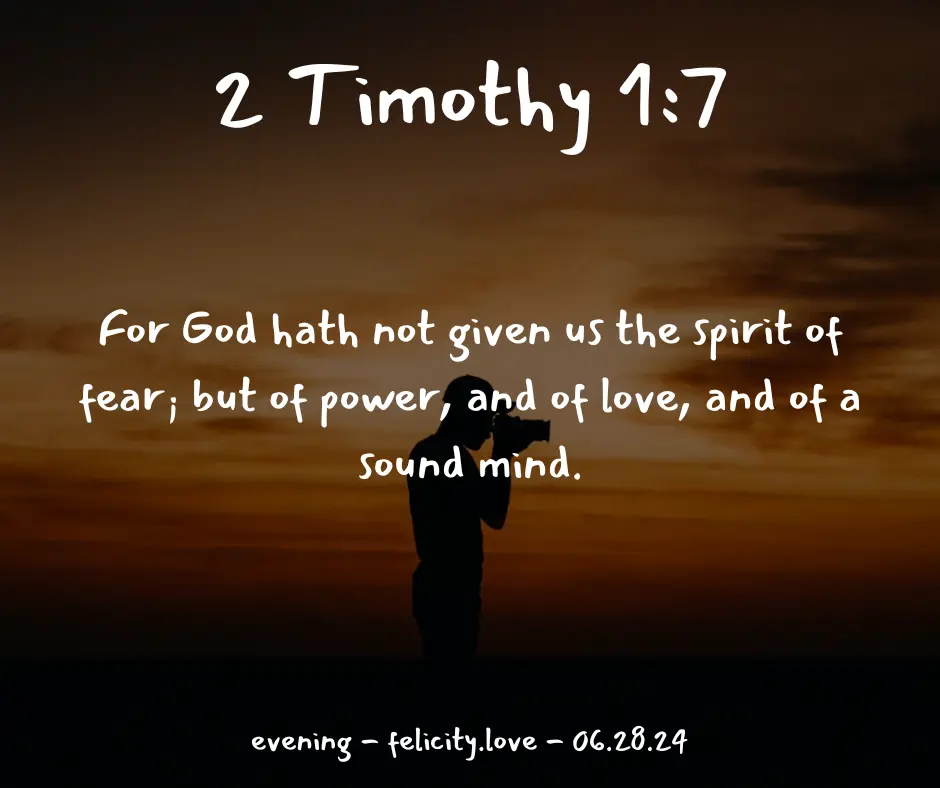 2 Timothy 1:7
For God hath not given us the spirit of
fear; but of power, and of love, and of a
sound mind.
evening – felicity.love – 06.28.24